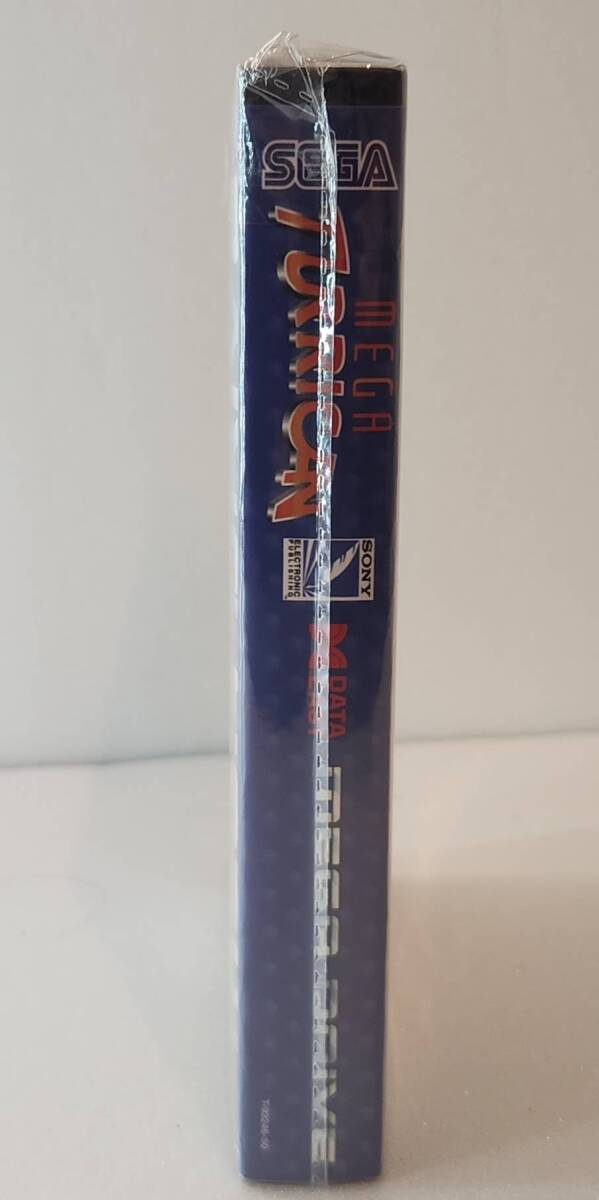 SEGA
MEGA
TURRICAN
SONY
ELECTRONIC
PUBLISHING
DATA
EAST
MEGA DRIVE